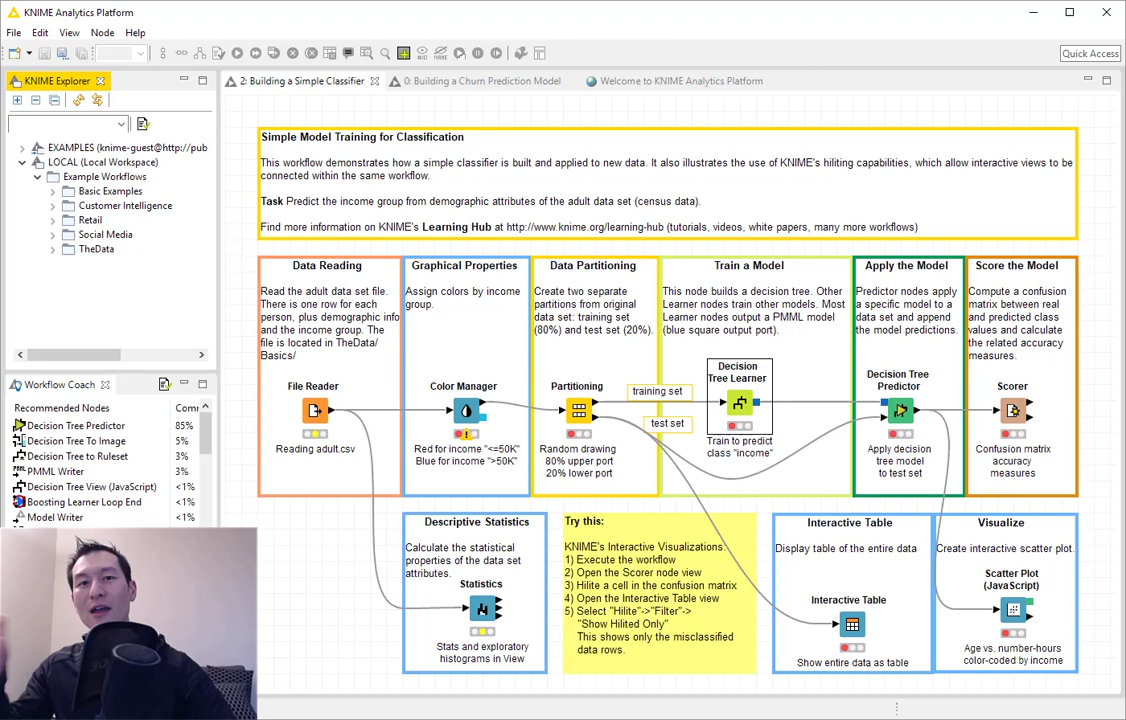 KNIME Analytics Platform
File Edit View Node Help
Quick Access
KNIME Explorer
2: Building a Simple Classifier
0: Building a Churn Prediction Model
Welcome to KNIME Analytics Platform
EXAMPLES (knime-guest@http://pub
LOCAL (Local Workspace)
Example Workflows
Basic Examples
Customer Intelligence
Retail
Social Media
TheData
Workflow Coach
Recommended Nodes Comm
Decision Tree Predictor 85%
Decision Tree To Image 5%
Decision Tree to Ruleset 3%
PMML Writer 3%
Decision Tree View (JavaScript) <1%
Boosting Learner Loop End <1%
Model Writer <1%
Simple Model Training for Classification
This workflow demonstrates how a simple classifier is built and applied to new data. It also illustrates the use of KNIME's hiliting capabilities, which allow interactive views to be
connected within the same workflow.
Task Predict the income group from demographic attributes of the adult data set (census data).
Find more information on KNIME's Learning Hub at http://www.knime.org/learning-hub (tutorials, videos, white papers, many more workflows)
Data Reading
Read the adult data set file.
There is one row for each
person, plus demographic info
and the income group. The
file is located in TheData/
Basics/
File Reader
Reading adult.csv
Graphical Properties
Assign colors by income
group.
Color Manager
Red for income "<=50K"
Blue for income ">50K"
Data Partitioning
Create two separate
partitions from original
data set: training set
(80%) and test set (20%).
Partitioning
Random drawing
80% upper port
20% lower port
training set
test set
Train a Model
This node builds a decision tree. Other
Learner nodes train other models. Most
Learner nodes output a PMML model
(blue square output port).
Decision
Tree Learner
Train to predict
class "income"
Apply the Model
Predictor nodes apply
a specific model to a
data set and append
the model predictions.
Decision Tree
Predictor
Apply decision
tree model
to test set
Score the Model
Compute a confusion
matrix between real
and predicted class
values and calculate
the related accuracy
measures.
Scorer
Confusion matrix
accuracy
measures
Descriptive Statistics
Calculate the statistical
properties of the data set
attributes.
Statistics
Stats and exploratory
histrograms in View
Try this:
KNIME's Interactive Visualizations:
1) Execute the workflow
2) Open the Scorer node view
3) Hilite a cell in the confusion matrix
4) Open the Interactive Table view
5) Select "Hilite"->"Filter"->
"Show Hilited Only"
This shows only the misclassified
data rows.
Interactive Table
Display table of the entire data
Interactive Table
Show entire data as table
Visualize
Create interactive scatter plot.
Scatter Plot
(JavaScript)
Age vs. number-hours
color-coded by income